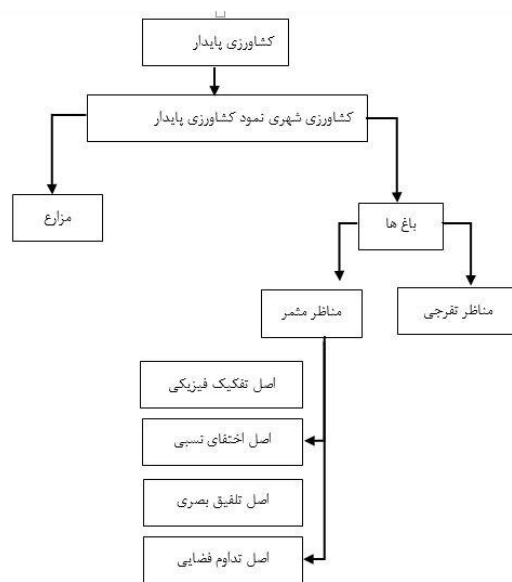 کشاورزی پایدار
کشاورزی شهری نمود کشاورزی پایدار
مزارع
باغ ها
مناظر تفرجی
مناظر مثمر
اصل تفکیک فیزیکی
اصل اختفای نسبی
اصل تلفیق بصری
اصل تداوم فضایی